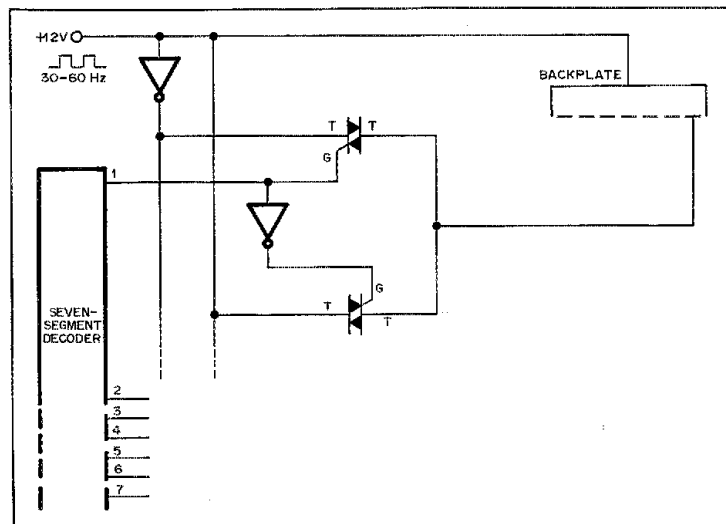 +12V
30-60 Hz
BACKPLATE
T T
G
1
G
T
T
SEVEN-
SEGMENT
DECODER
2
3
4
5
6
7